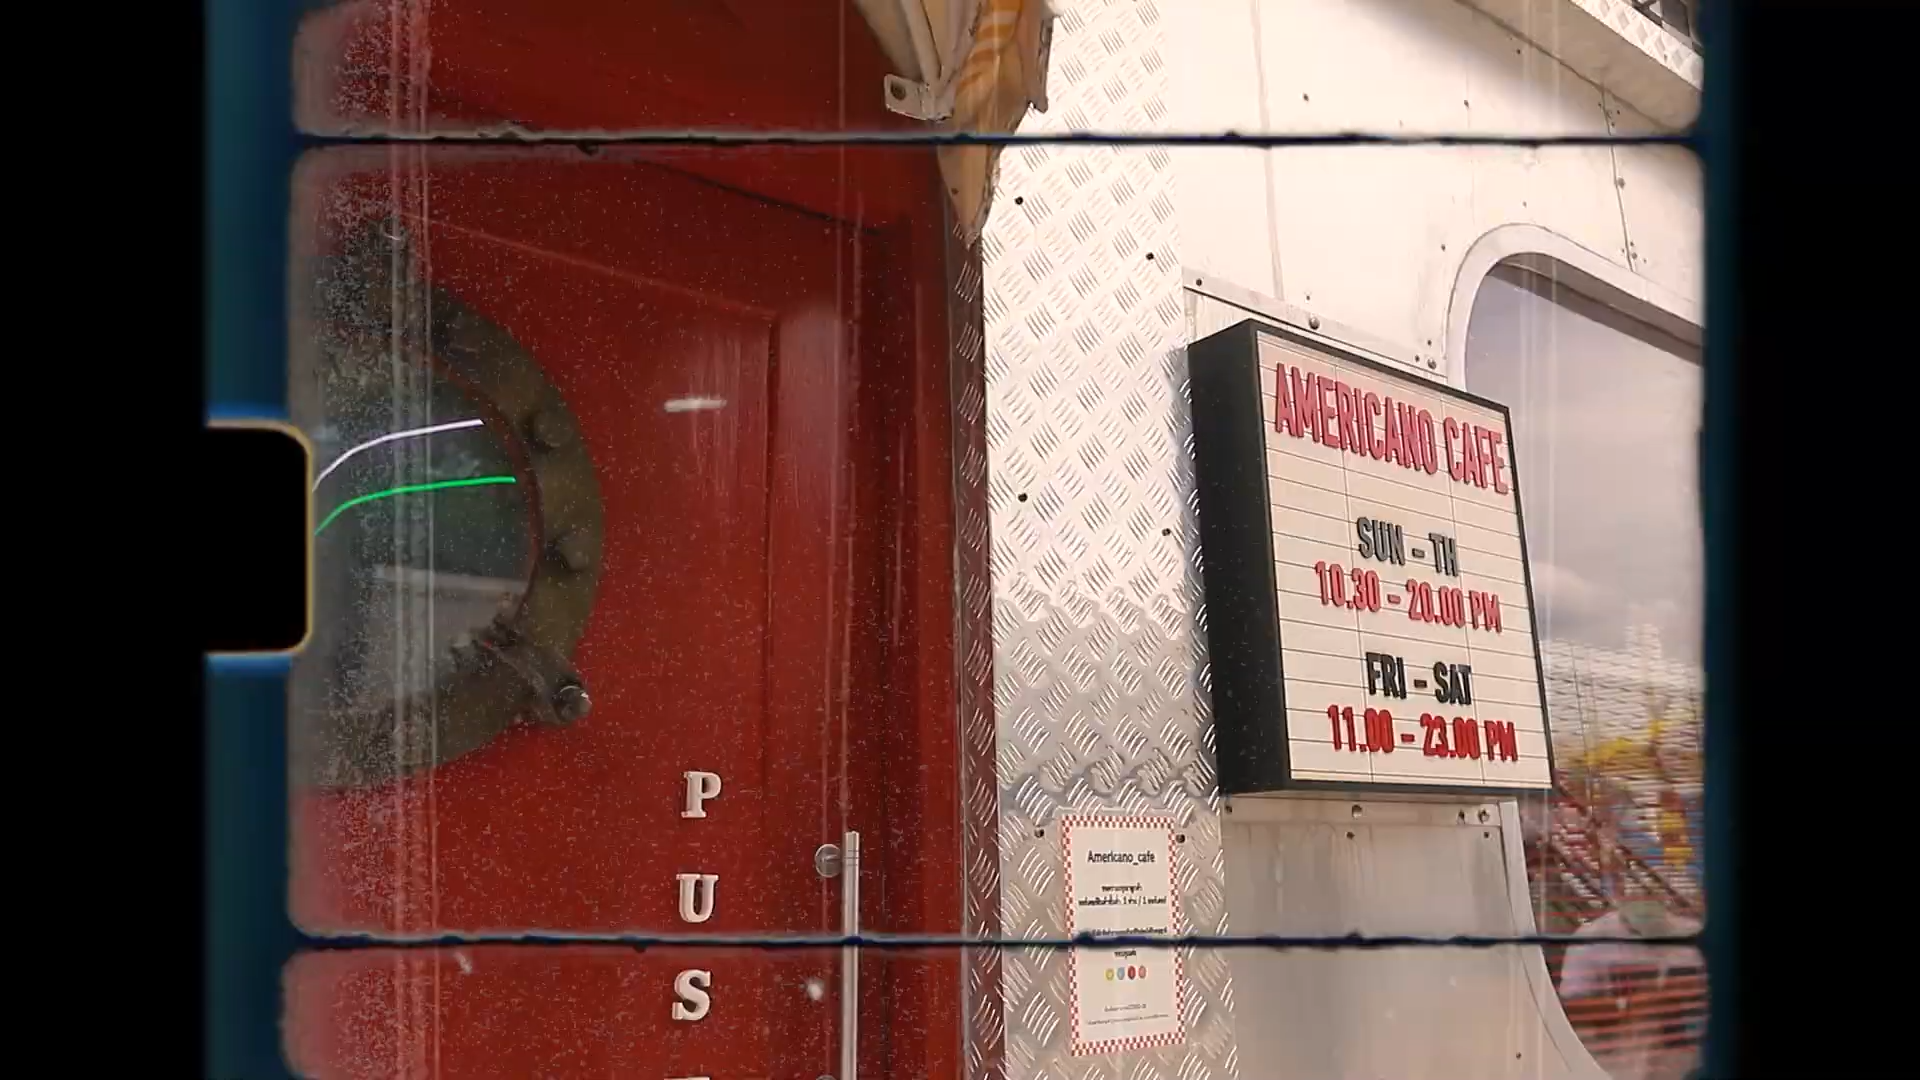 AMERICANO CAFE
SUN - TH
10.30 - 20.00 PM
FRI - SAT
11.00 - 23.00 PM
P
U
S
Americano_cafe